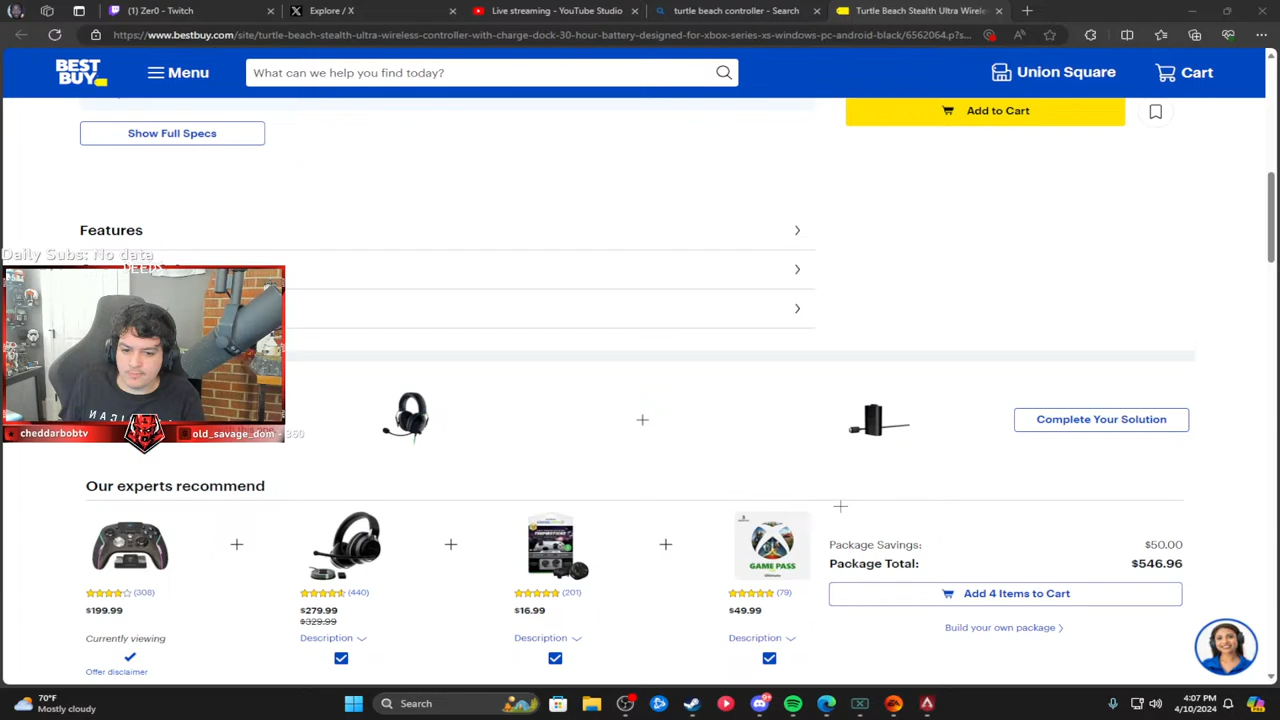 (3) Zer0 - Twitch
Explore / X
Live streaming - YouTube Studio
turtle beach controller - Search
Turtle Beach Stealth Ultra Wirele
https://www.bestbuy.com/site/turtle-beach-stealth-ultra-wireless-controller-with-charge-dock-30-hour-battery-designed-for-xbox-series-xs-windows-pc-android-black/6562064.p?s...
BEST BUY
Menu
What can we help you find today?
Union Square
Cart
Add to Cart
Show Full Specs
Features
Daily Subs: No data
cheddarbobtv
old_savage_dom - 360
Complete Your Solution
Our experts recommend
GAME PASS
Ultimate
(308)
(440)
(201)
(79)
$199.99
$279.99
$16.99
$49.99
$329.99
Currently viewing
Description
Description
Description
Offer disclaimer
Package Savings: $50.00
Package Total: $546.96
Add 4 Items to Cart
Build your own package
70°F
Mostly cloudy
Search
4:07 PM
4/10/2024